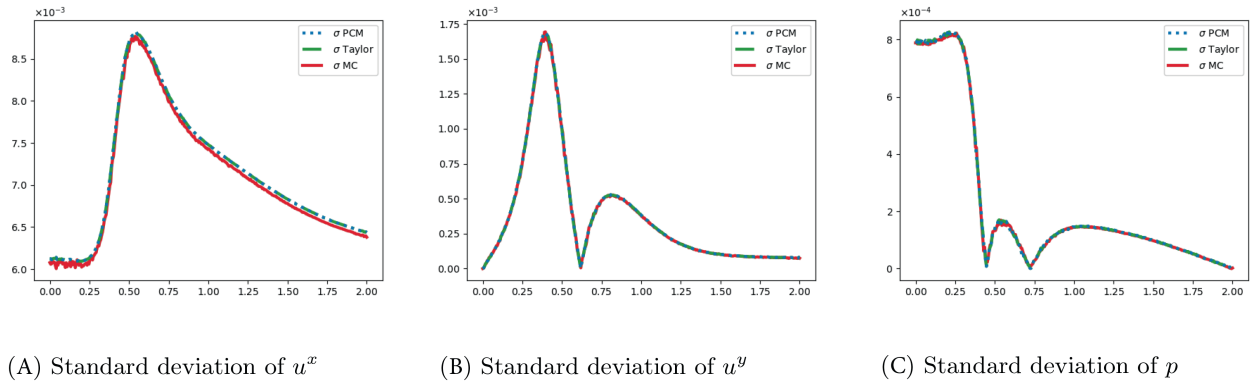 ×10⁻³
8.5
8.0
7.5
7.0
6.5
6.0
0.00 0.25 0.50 0.75 1.00 1.25 1.50 1.75 2.00
σ PCM
σ Taylor
σ MC
(A) Standard deviation of uˣ
×10⁻³
1.75
1.50
1.25
1.00
0.75
0.50
0.25
0.00
0.00 0.25 0.50 0.75 1.00 1.25 1.50 1.75 2.00
σ PCM
σ Taylor
σ MC
(B) Standard deviation of uʸ
×10⁻⁴
8
6
4
2
0
0.00 0.25 0.50 0.75 1.00 1.25 1.50 1.75 2.00
σ PCM
σ Taylor
σ MC
(C) Standard deviation of p